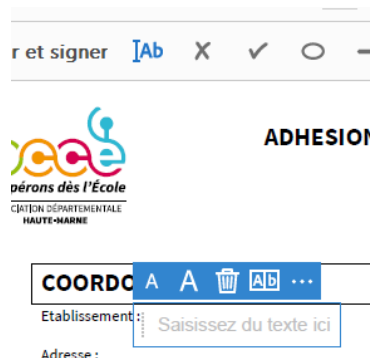 r et signer Ab
ADHESION
occe
pérons dès l'École
CIATION DÉPARTEMENTALE
HAUTE-MARNE
COORDO
A A Ab ...
Etablissement :
Saisissez du texte ici
Adresse :